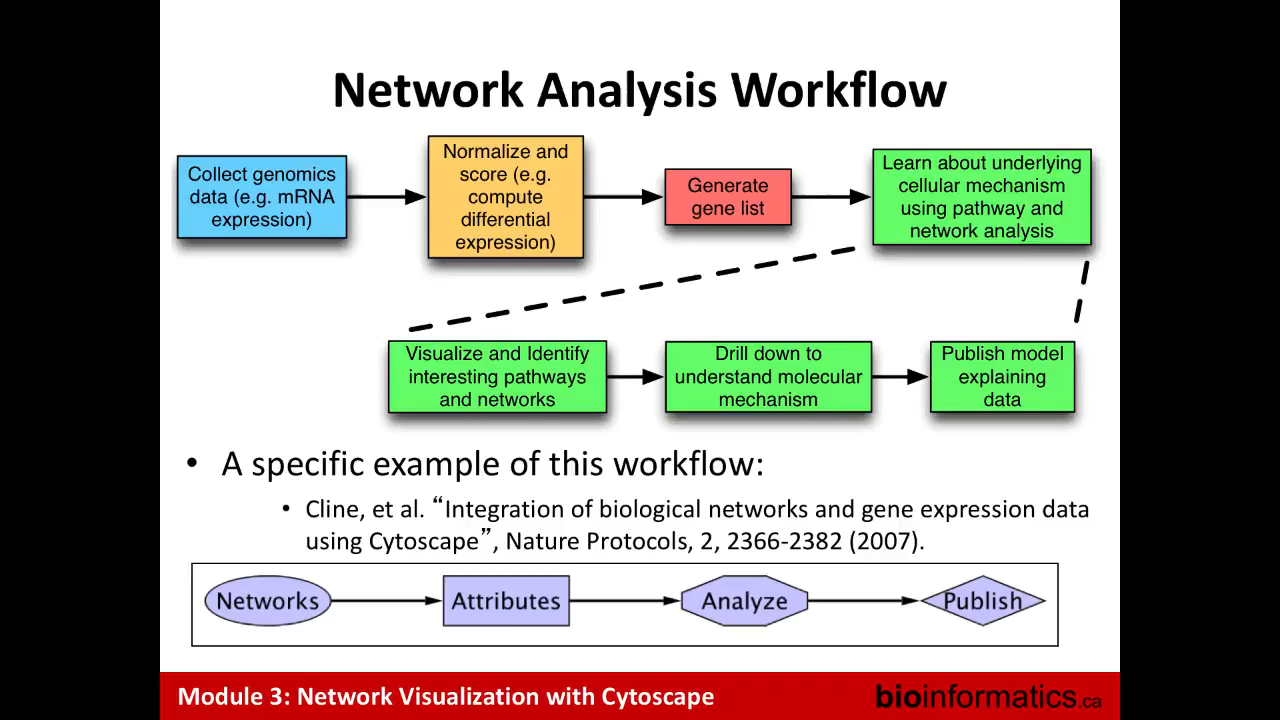 Network Analysis Workflow
Collect genomics
data (e.g. mRNA
expression)
Normalize and
score (e.g.
compute
differential
expression)
Generate
gene list
Learn about underlying
cellular mechanism
using pathway and
network analysis
Visualize and Identify
interesting pathways
and networks
Drill down to
understand molecular
mechanism
Publish model
explaining
data
• A specific example of this workflow:
• Cline, et al. “Integration of biological networks and gene expression data
using Cytoscape”, Nature Protocols, 2, 2366-2382 (2007).
Networks
Attributes
Analyze
Publish
Module 3: Network Visualization with Cytoscape
bioinformatics.ca